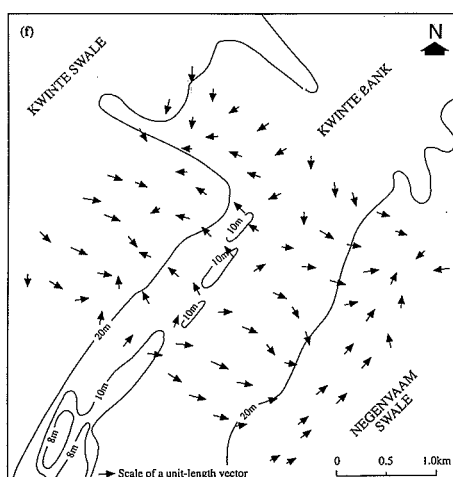 (f)
N
KWINTE SWALE
KWINTE BANK
10m
10m
10m
20m
10m
20m
8m
8m
NEGENVAAM
SWALE
Scale of a unit-length vector
0 0.5 1.0km